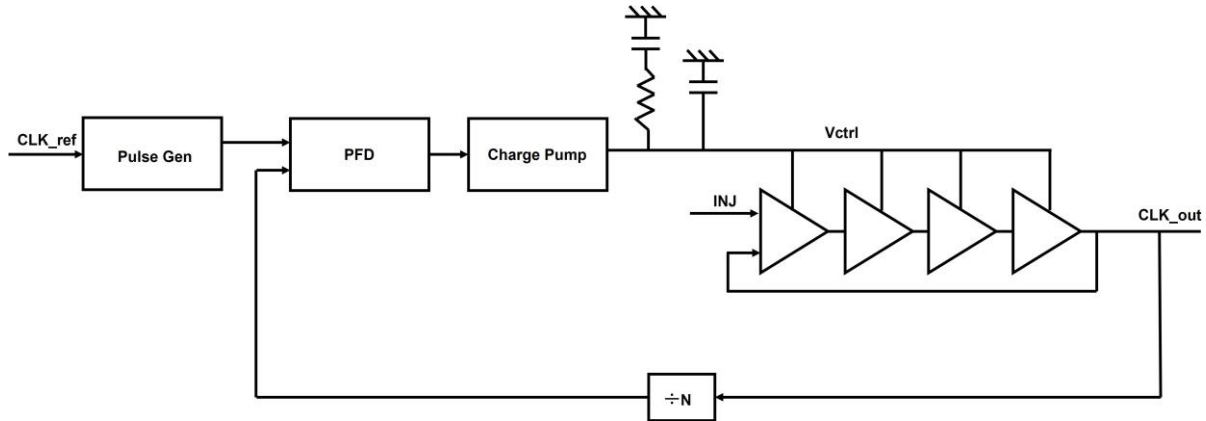 CLK_ref
Pulse Gen
PFD
Charge Pump
Vctrl
INJ
CLK_out
÷N